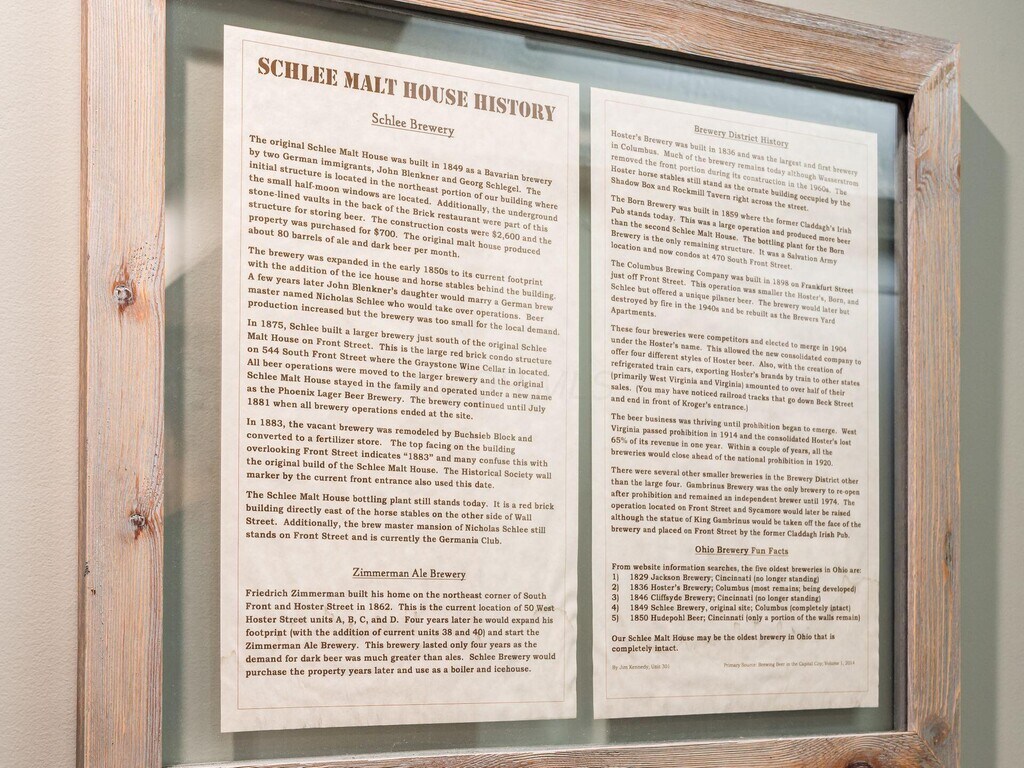 SCHLEE MALT HOUSE HISTORY
Schlee Brewery
The original Schlee Malt House was built in 1849 as a Bavarian brewery
by two German immigrants, John Blenkner and Georg Schlegel. The
initial structure is located in the northeast portion of our building where
the small half-moon windows are located. Additionally, the underground
stone-lined vaults in the back of the Brick restaurant were part of this
structure for storing beer. The construction costs were $2,600 and the
property was purchased for $700. The original malt house produced
about 80 barrels of ale and dark beer per month.
The brewery was expanded in the early 1850s to its current footprint
with the addition of the ice house and horse stables behind the building.
A few years later John Blenkner's daughter would marry a German brew
master named Nicholas Schlee who would take over operations. Beer
production increased but the brewery was too small for the local demand.
In 1875, Schlee built a larger brewery just south of the original Schlee
Malt House on Front Street. This is the large red brick condo structure
on 544 South Front Street where the Graystone Wine Cellar in located.
All beer operations were moved to the larger brewery and the original
Schlee Malt House stayed in the family and operated under a new name
as the Phoenix Lager Beer Brewery. The brewery continued until July
1881 when all brewery operations ended at the site.
In 1883, the vacant brewery was remodeled by Buchsieb Block and
converted to a fertilizer store. The top facing on the building
overlooking Front Street indicates "1883" and many confuse this with
the original build of the Schlee Malt House. The Historical Society wall
marker by the current front entrance also used this date.
The Schlee Malt House bottling plant still stands today. It is a red brick
building directly east of the horse stables on the other side of Wall
Street. Additionally, the brew master mansion of Nicholas Schlee still
stands on Front Street and is currently the Germania Club.
Zimmerman Ale Brewery
Friedrich Zimmerman built his home on the northeast corner of South
Front and Hoster Street in 1862. This is the current location of 50 West
Hoster Street units A, B, C, and D. Four years later he would expand his
footprint (with the addition of current units 38 and 40) and start the
Zimmerman Ale Brewery. This brewery lasted only four years as the
demand for dark beer was much greater than ales. Schlee Brewery would
purchase the property years later and use as a boiler and icehouse.
Brewery District History
Hoster's Brewery was built in 1836 and was the largest and first brewery
in Columbus. Much of the brewery remains today although Wasserstrom
removed the front portion during its construction in the 1960s. The
Hoster horse stables still stand as the ornate building occupied by the
Shadow Box and Rockmill Tavern right across the street.
The Born Brewery was built in 1859 where the former Claddagh's Irish
Pub stands today. This was a large operation and produced more beer
than the second Schlee Malt House. The bottling plant for the Born
Brewery is the only remaining structure. It was a Salvation Army
location and now condos at 470 South Front Street.
The Columbus Brewing Company was built in 1898 on Frankfurt Street
just off Front Street. This operation was smaller the Hoster's, Born, and
Schlee but offered a unique pilsner beer. The brewery would later but
destroyed by fire in the 1940s and be rebuilt as the Brewers Yard
Apartments.
These four breweries were competitors and elected to merge in 1904
under the Hoster's name. This allowed the new consolidated company to
offer four different styles of Hoster beer. Also, with the creation of
refrigerated train cars, exporting Hoster's brands by train to other states
(primarily West Virginia and Virginia) amounted to over half of their
sales. (You may have noticed railroad tracks that go down Beck Street
and end in front of Kroger's entrance.)
The beer business was thriving until prohibition began to emerge. West
Virginia passed prohibition in 1914 and the consolidated Hoster's lost
65% of its revenue in one year. Within a couple of years, all the
breweries would close ahead of the national prohibition in 1920.
There were several other smaller breweries in the Brewery District other
than the large four. Gambrinus Brewery was the only brewery to re-open
after prohibition and remained an independent brewer until 1974. The
operation located on Front Street and Sycamore would later be raised
although the statue of King Gambrinus would be taken off the face of the
brewery and placed on Front Street by the former Claddagh Irish Pub.
Ohio Brewery Fun Facts
From website information searches, the five oldest breweries in Ohio are:
1) 1829 Jackson Brewery; Cincinnati (no longer standing)
2) 1836 Hoster's Brewery; Columbus (most remains; being developed)
3) 1846 Cliffsyde Brewery; Cincinnati (no longer standing)
4) 1849 Schlee Brewery, original site; Columbus (completely intact)
5) 1850 Hudepohl Beer; Cincinnati (only a portion of the walls remain)
Our Schlee Malt House may be the oldest brewery in Ohio that is
completely intact.
By Jim Kennedy, Unit 301 Primary Source: Brewing Beer in the Capital City, October 1, 2014